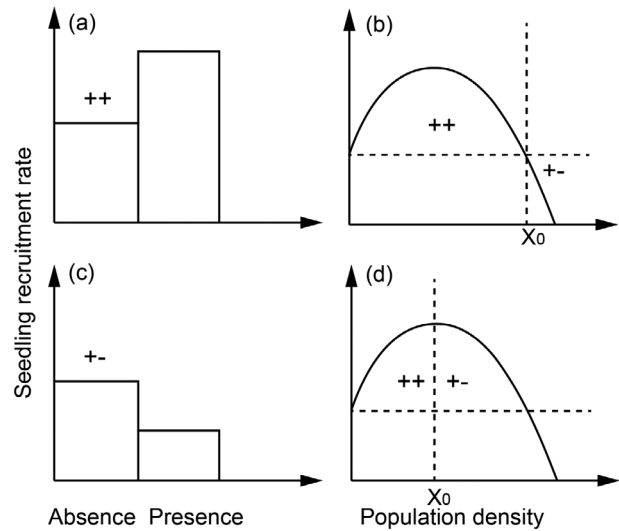 Seedling recruitment rate
(a)
++
(b)
++
+-
X0
(c)
+-
(d)
++ +-
X0
Absence Presence
Population density